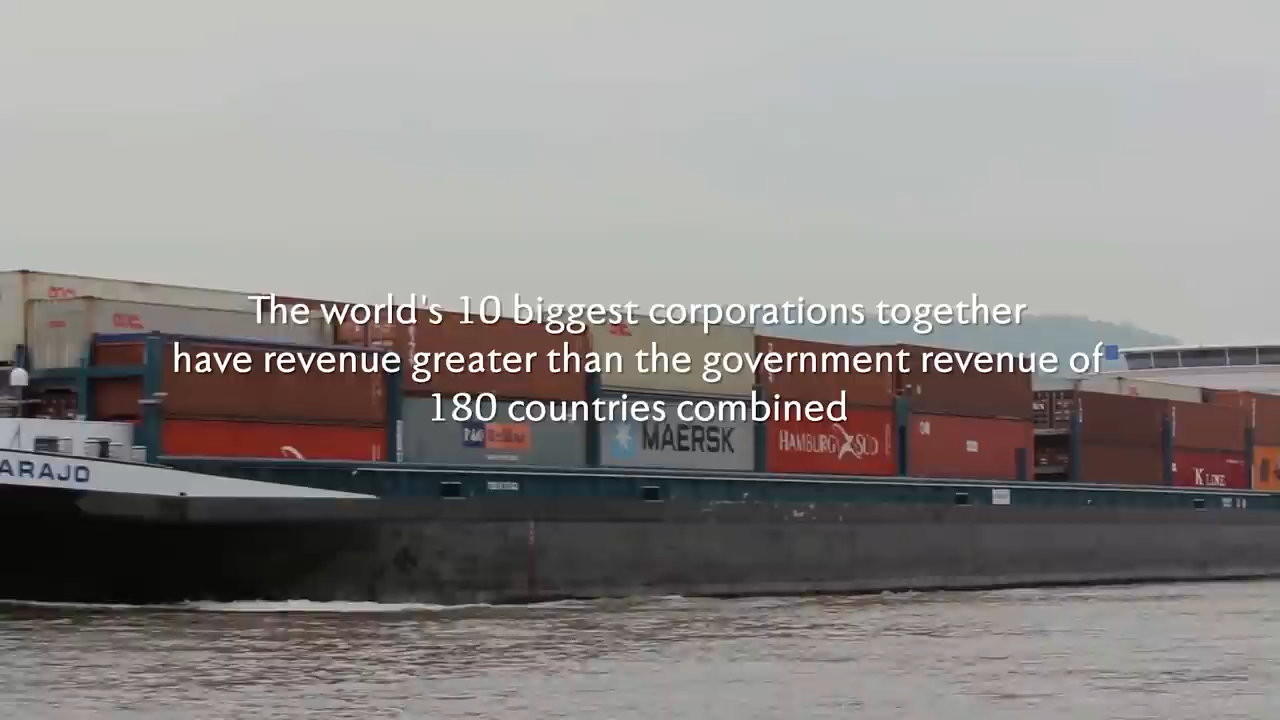 The world's 10 biggest corporations together
have revenue greater than the government revenue of
180 countries combined
MAERSK
HAMBURG SÜD
K LINE
ARAJO